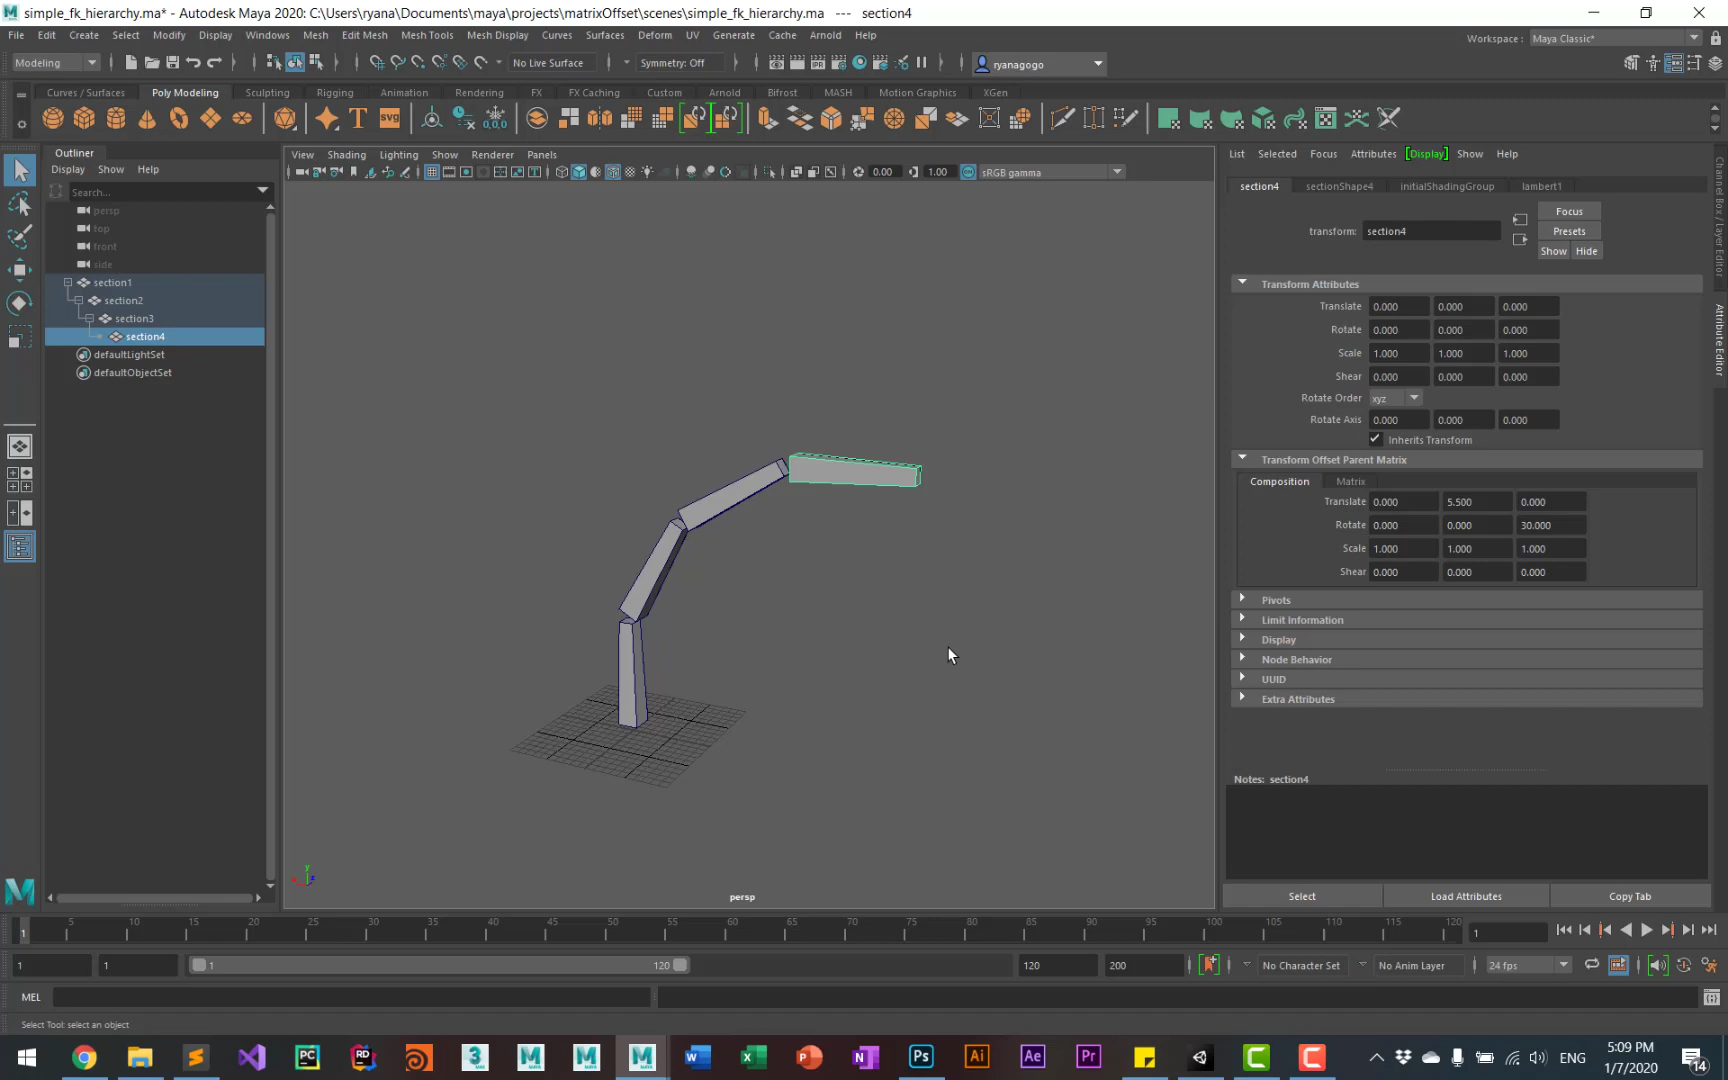 simple_fk_hierarchy.ma* - Autodesk Maya 2020: C:\Users\ryana\Documents\maya\projects\matrixOffset\scenes\simple_fk_hierarchy.ma --- section4
File Edit Create Select Modify Display Windows Mesh Edit Mesh Mesh Tools Mesh Display Curves Surfaces Deform UV Generate Cache Arnold Help
Workspace : Maya Classic*
Modeling No Live Surface Symmetry: Off ryanagogo
Curves / Surfaces Poly Modeling Sculpting Rigging Animation Rendering FX FX Caching Custom Arnold Bifrost MASH Motion Graphics XGen
T SVG 0,0,0
Outliner
Display Show Help
Search...
persp
top
front
side
section1
section2
section3
section4
defaultLightSet
defaultObjectSet
View Shading Lighting Show Renderer Panels
0.00 1.00 sRGB gamma
persp
List Selected Focus Attributes Display Show Help
section4 sectionShape4 initialShadingGroup lambert1
Focus
transform: section4
Presets
Show Hide
Transform Attributes
Translate 0.000 0.000 0.000
Rotate 0.000 0.000 0.000
Scale 1.000 1.000 1.000
Shear 0.000 0.000 0.000
Rotate Order xyz
Rotate Axis 0.000 0.000 0.000
Inherits Transform
Transform Offset Parent Matrix
Composition Matrix
Translate 0.000 5.500 0.000
Rotate 0.000 0.000 30.000
Scale 1.000 1.000 1.000
Shear 0.000 0.000 0.000
Pivots
Limit Information
Display
Node Behavior
UUID
Extra Attributes
Notes: section4
Select Load Attributes Copy Tab
Channel Box / Layer Editor
Attribute Editor
1 5 10 15 20 25 30 35 40 45 50 55 60 65 70 75 80 85 90 95 100 105 110 115 120 1
1 1 1 120 120 200 No Character Set No Anim Layer 24 fps
MEL
Select Tool: select an object
ENG 5:09 PM
1/7/2020 14